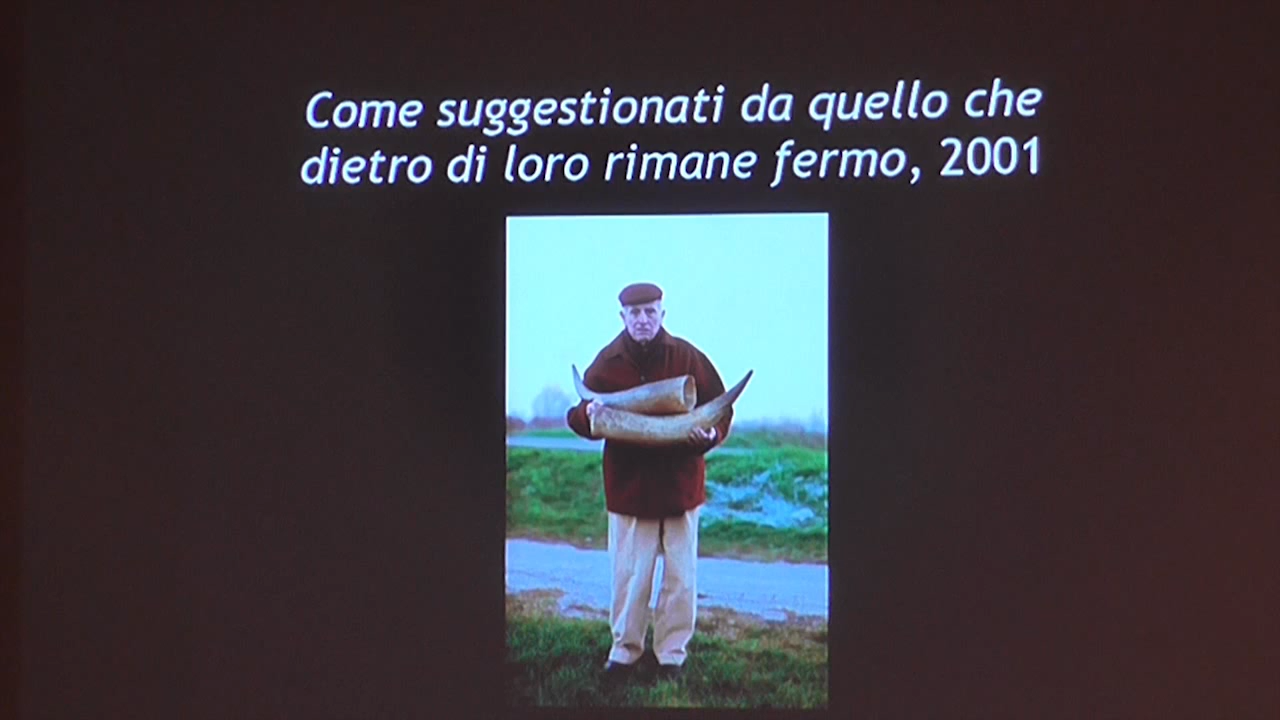 Come suggestionati da quello che
dietro di loro rimane fermo, 2001